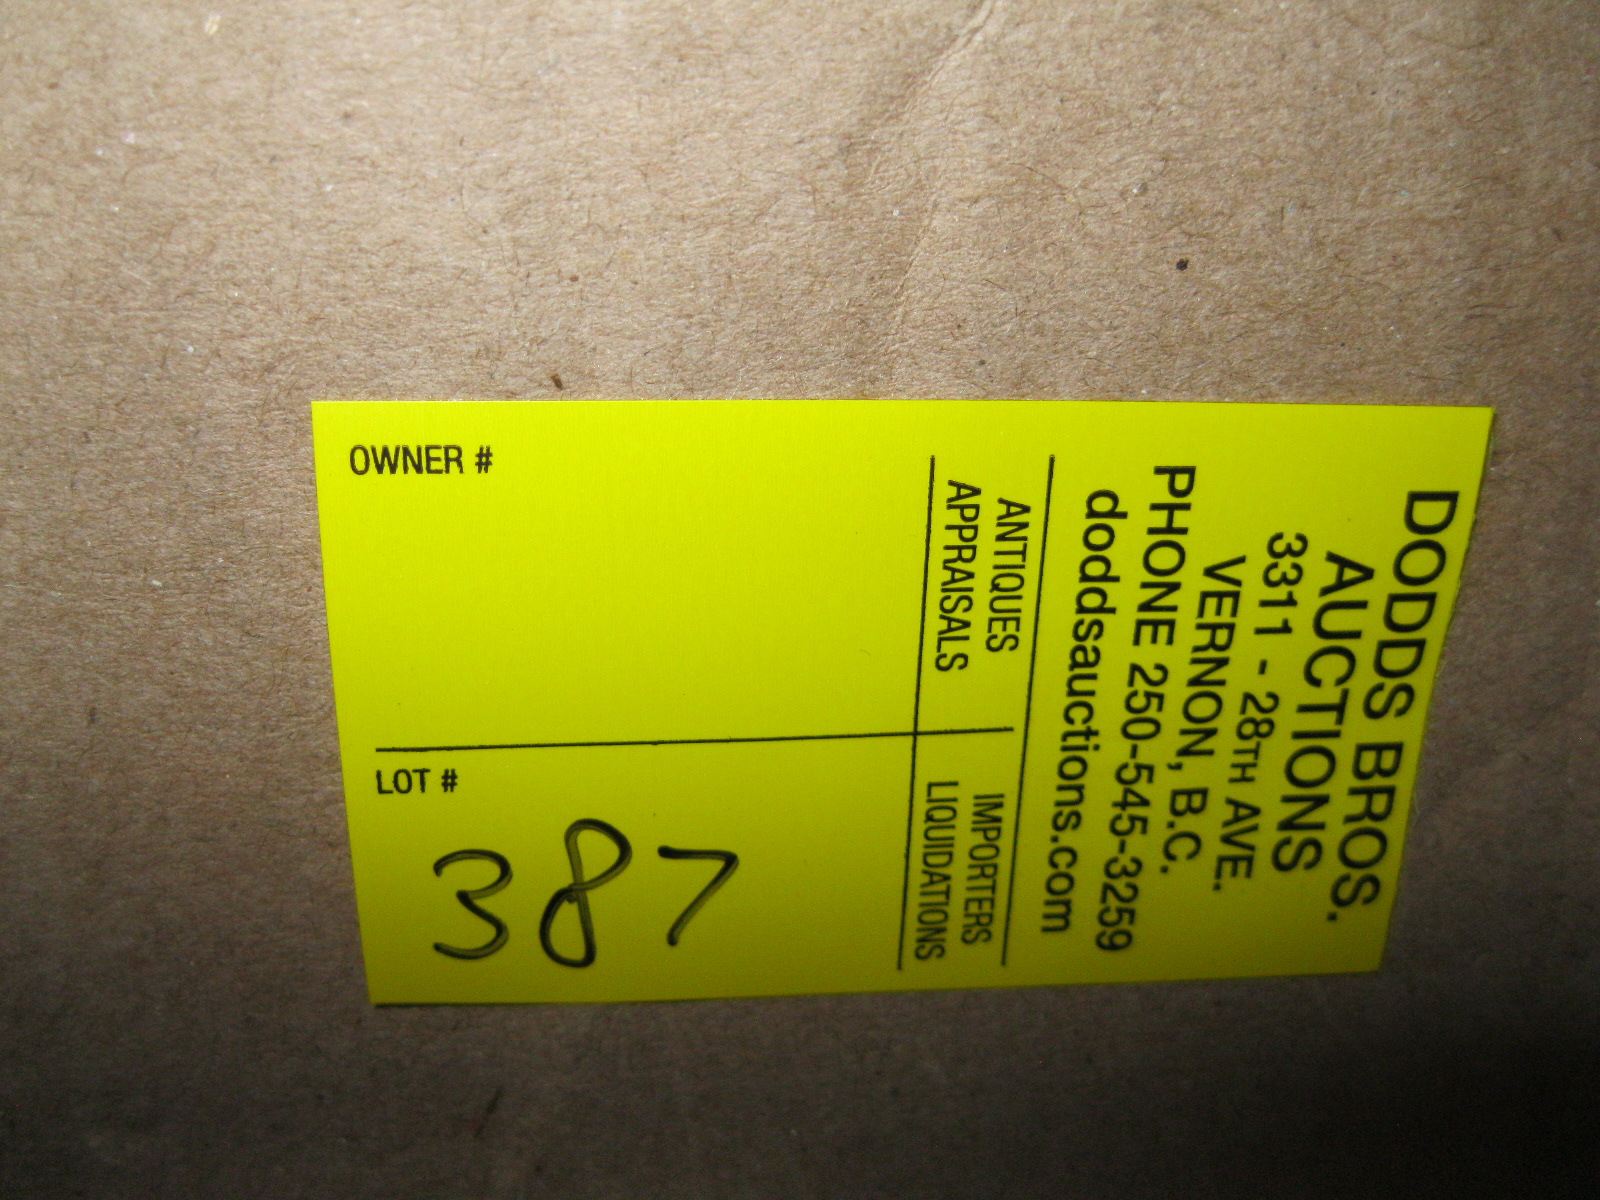 DODDS BROS.
AUCTIONS
3311 - 28TH AVE.
VERNON, B.C.
PHONE 250-545-3259
doddsauctions.com
ANTIQUES IMPORTERS
APPRAISALS LIQUIDATIONS
OWNER #
LOT #
387